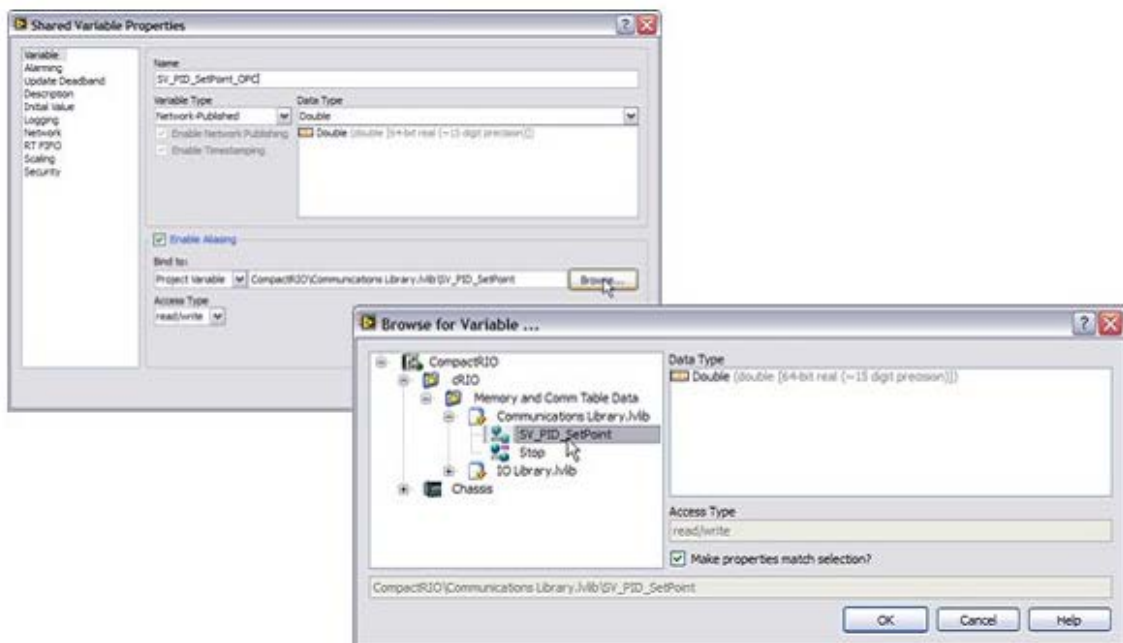 Shared Variable Properties
Variable
Alarming
Update Deadband
Description
Initial Value
Logging
Network
RT FIFO
Scaling
Security
Name
SV_PID_SetPoint_OPC
Variable Type
Data Type
Network-Published
Double
Enable Network Publishing
Double (double [64-bit real (~15 digit precision)])
Enable Timestamping
Enable Aliasing
Bind to:
Project Variable
CompactRIO\Communications Library.lvlib\SV_PID_SetPoint
Browse...
Access Type
read/write
Browse for Variable ...
CompactRIO
cRIO
Memory and Comm Table Data
Communications Library.lvlib
SV_PID_SetPoint
Stop
IO Library.lvlib
Chassis
Data Type
Double (double [64-bit real (~15 digit precision)])
Access Type
read/write
Make properties match selection?
CompactRIO\Communications Library.lvlib\SV_PID_SetPoint
OK
Cancel
Help